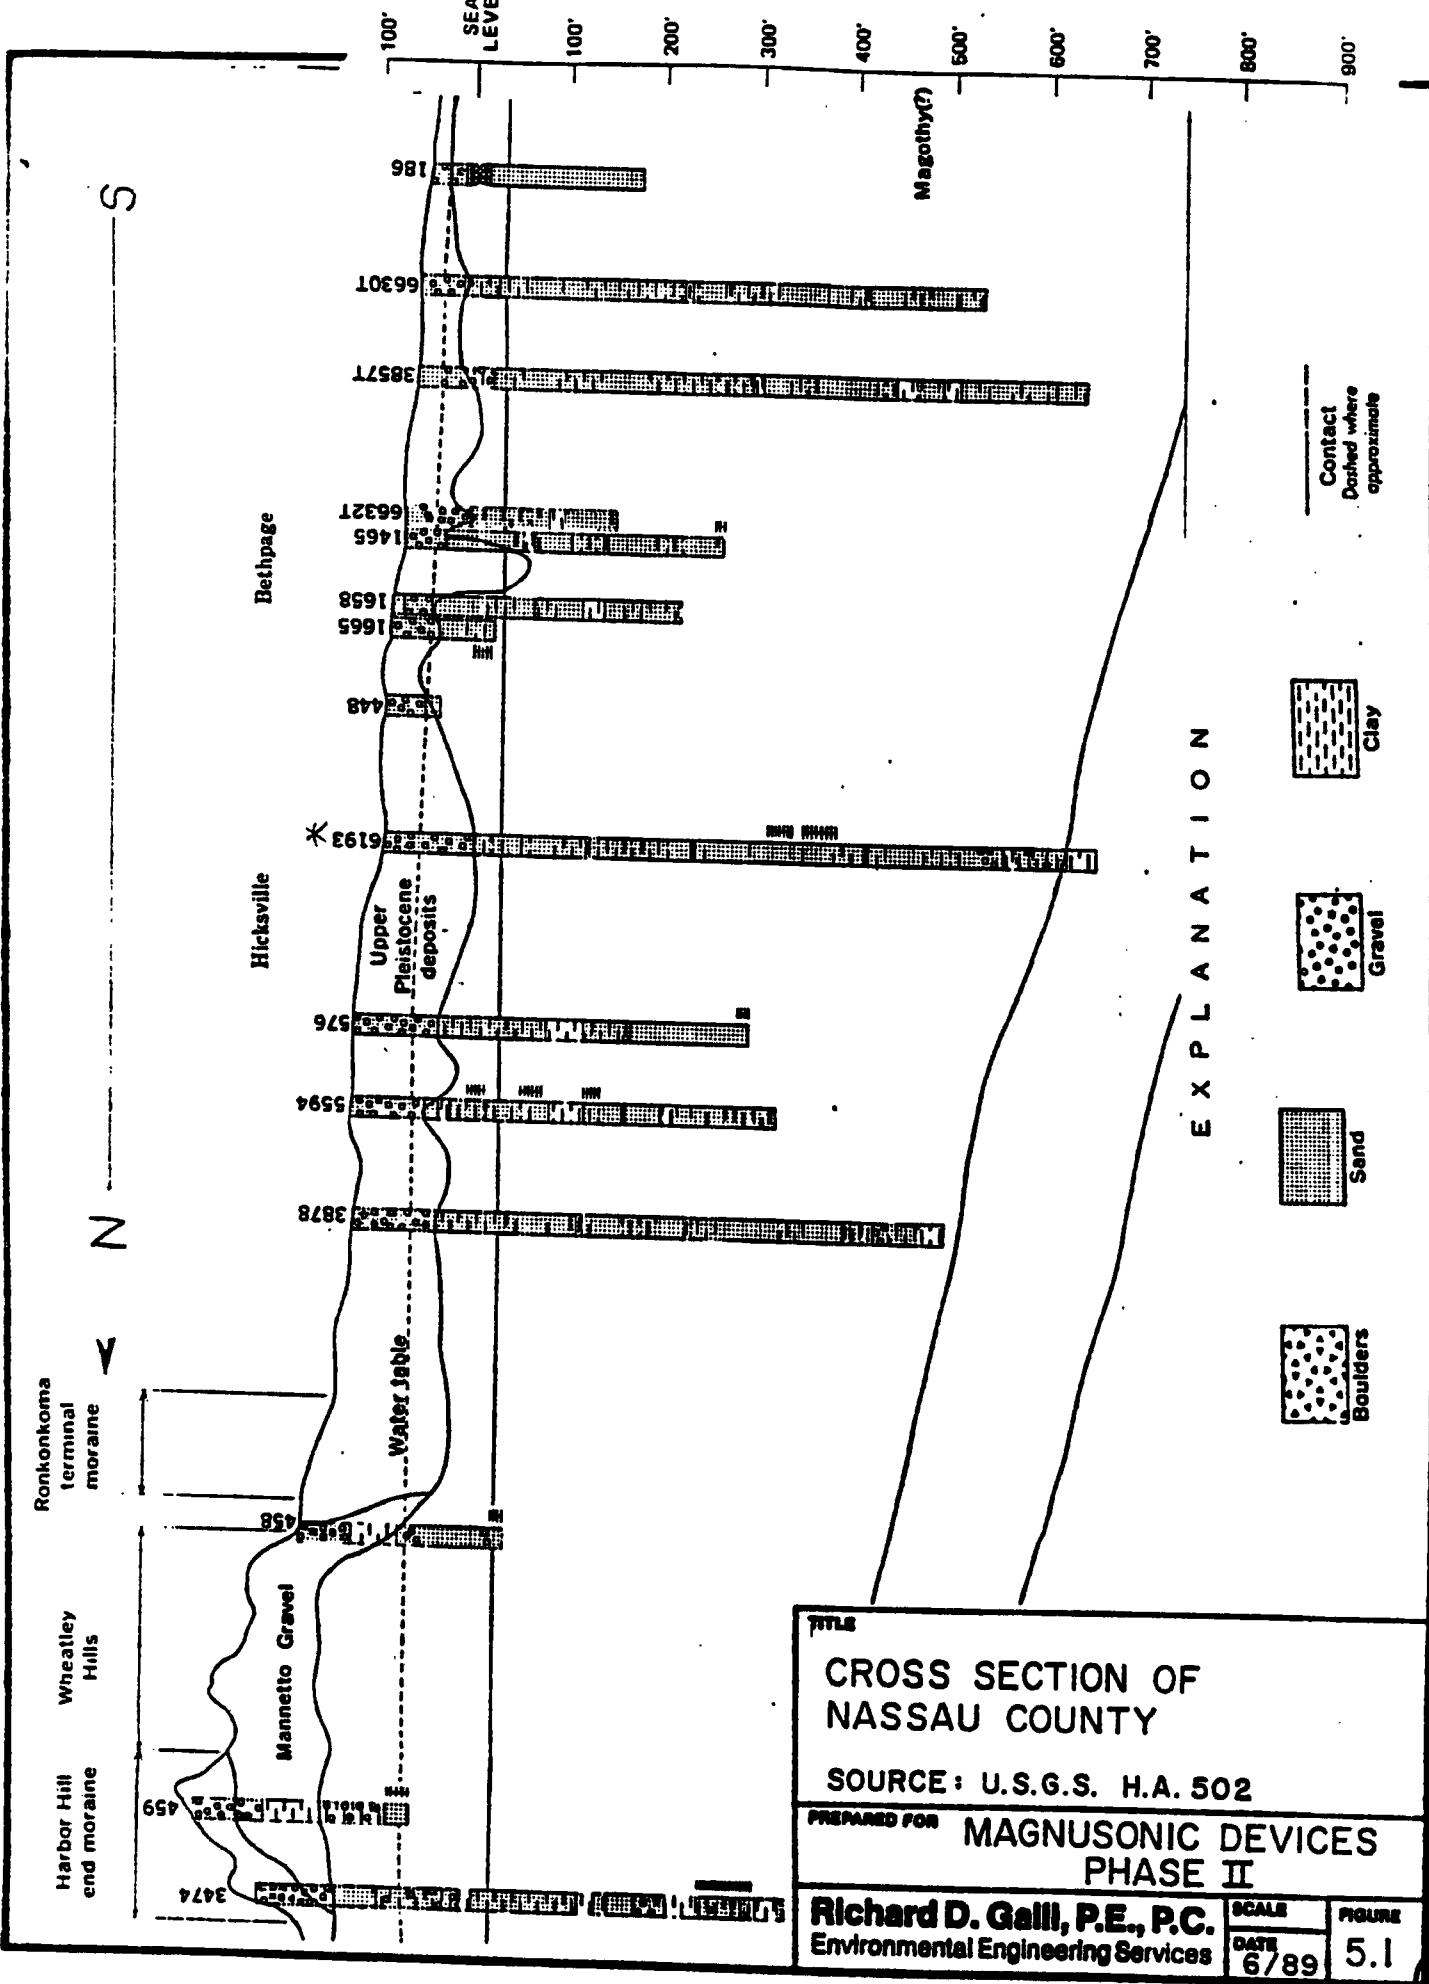 100'
SEA
LEVE
100'
200'
300'
400'
500'
600'
700'
800'
900'
N
S
Ronkonkoma
terminal
moraine
Wheatley
Hills
Harbor Hill
end moraine
Hicksville
Bethpage
3474
459
458
3878
5594
576
6193
*
448
1665
1658
1465
6632T
3857T
6630T
186
Mannetto Gravel
Water table
Upper
Pleistocene
deposits
Magothy(?)
EXPLANATION
Boulders
Sand
Gravel
Clay
Contact
Dashed where
approximate
TITLE
CROSS SECTION OF
NASSAU COUNTY
SOURCE: U.S.G.S. H.A. 502
PREPARED FOR MAGNUSONIC DEVICES
PHASE II
Richard D. Galli, P.E., P.C.
Environmental Engineering Services
SCALE
DATE
6/89
FIGURE
5.1